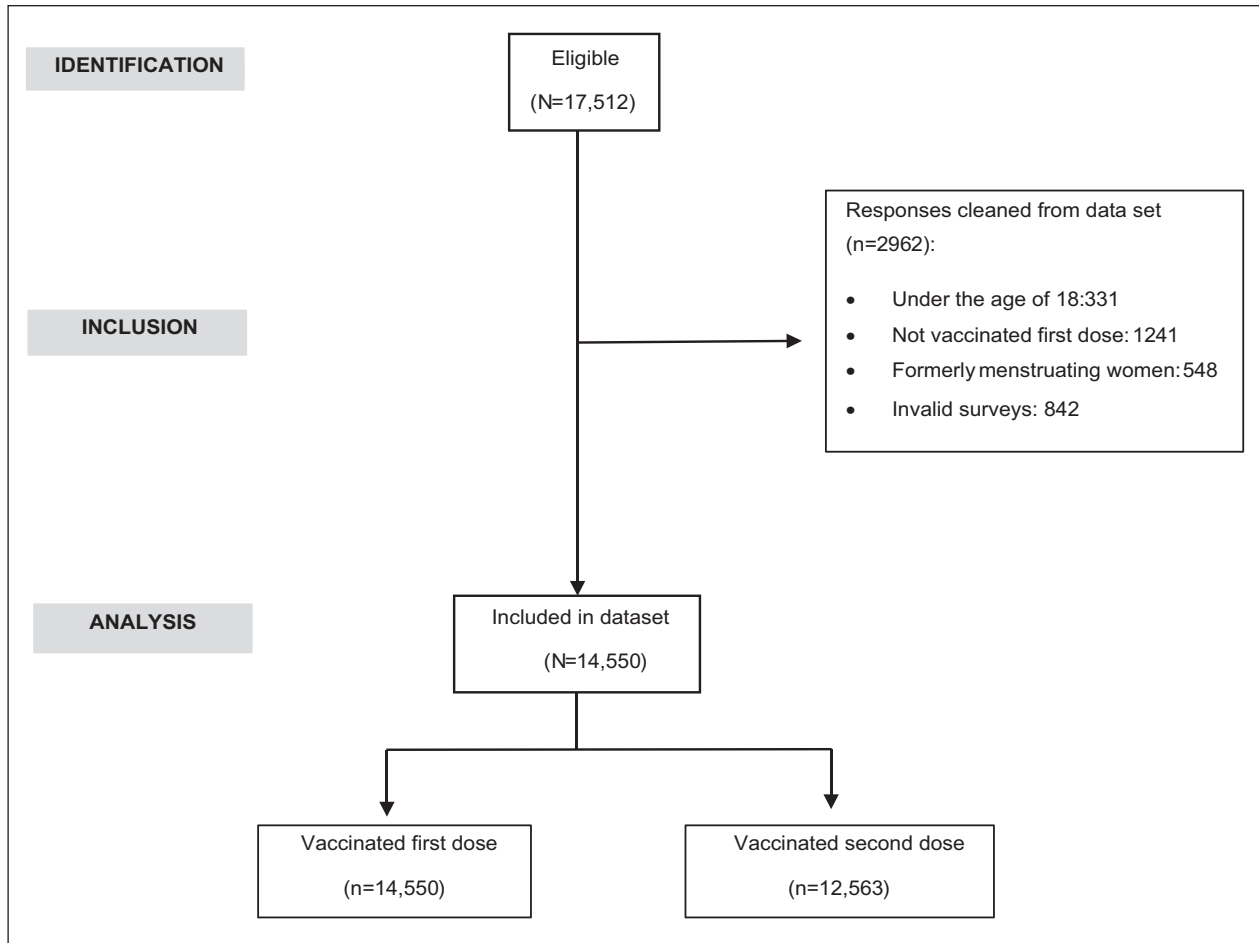 IDENTIFICATION
Eligible
(N=17,512)
Responses cleaned from data set
(n=2962):
• Under the age of 18:331
• Not vaccinated first dose: 1241
• Formerly menstruating women: 548
• Invalid surveys: 842
INCLUSION
ANALYSIS
Included in dataset
(N=14,550)
Vaccinated first dose
(n=14,550)
Vaccinated second dose
(n=12,563)